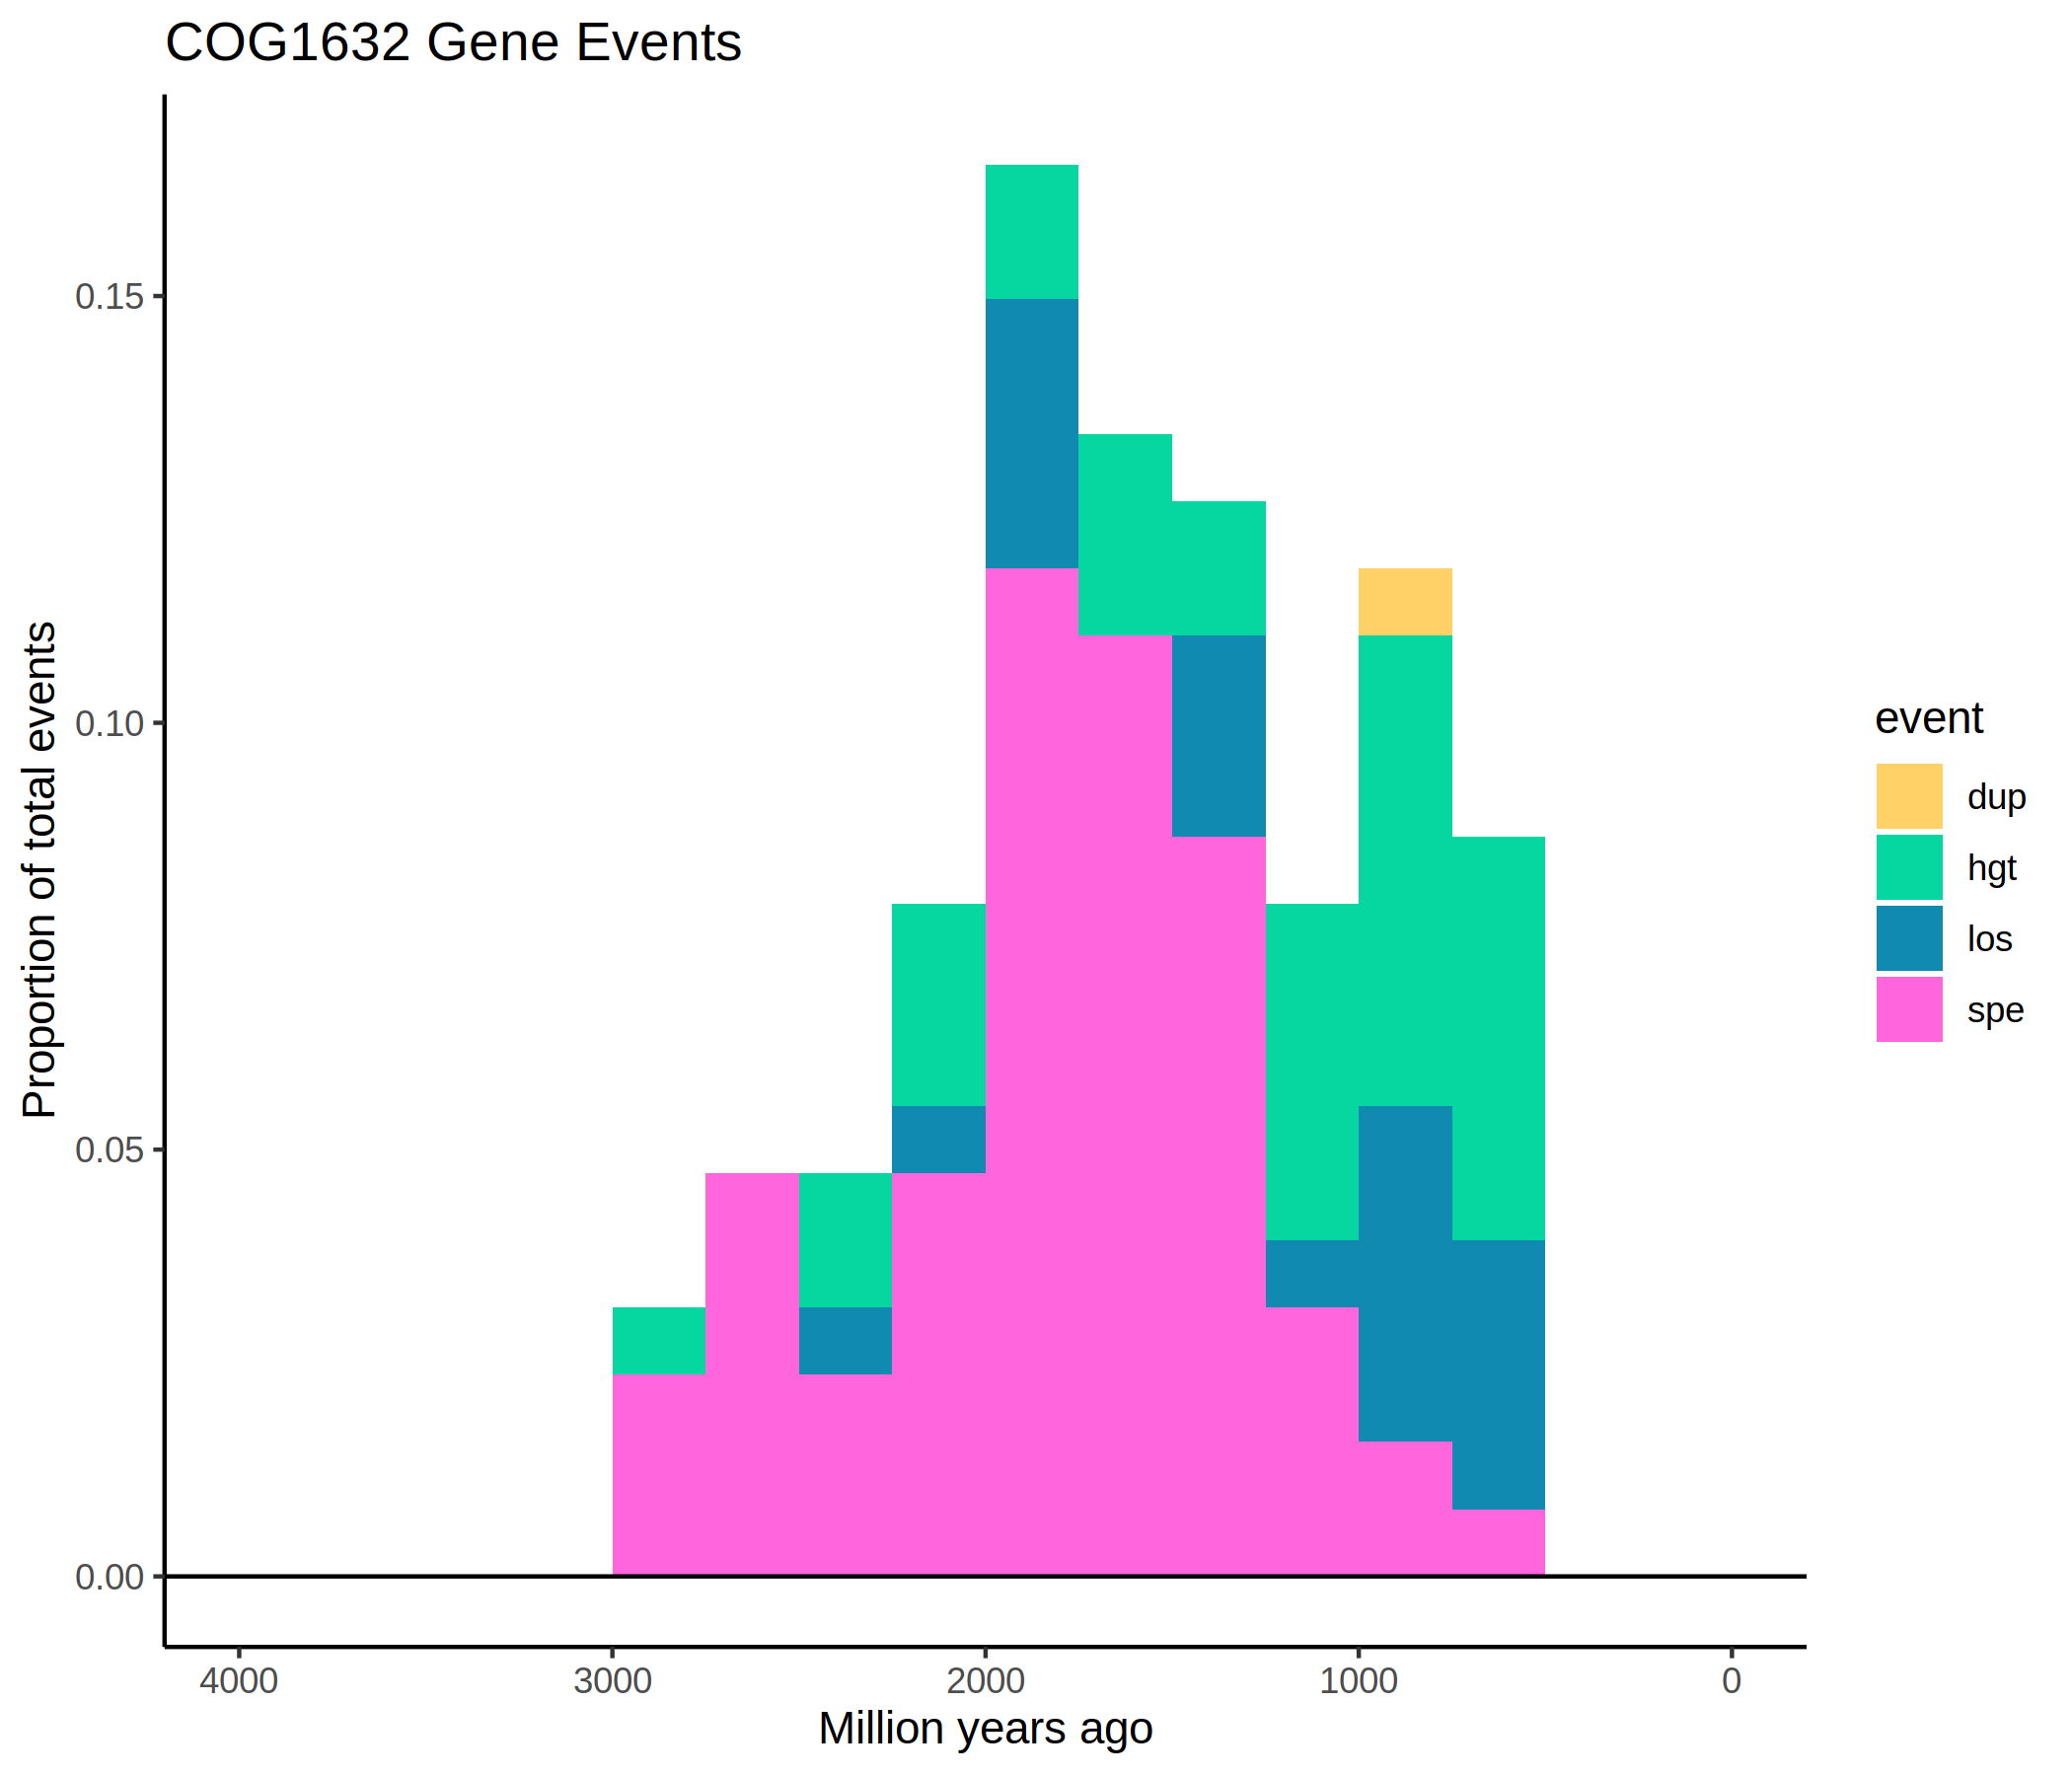 COG1632 Gene Events
Proportion of total events
0.15
0.10
0.05
0.00
4000 3000 2000 1000 0
Million years ago
event
dup
hgt
los
spe